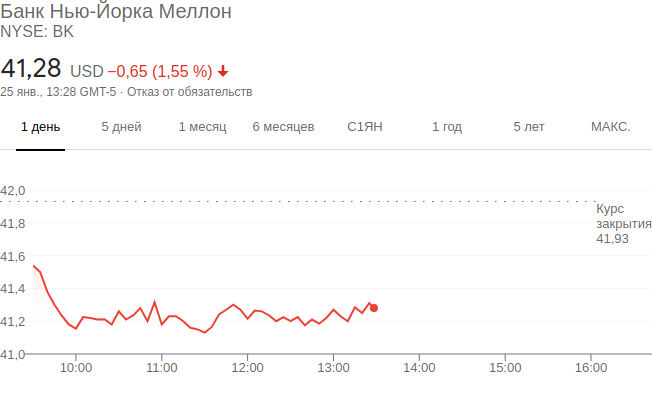 Банк Нью-Йорка Меллон
NYSE: BK
41,28 USD −0,65 (1,55 %)
25 янв., 13:28 GMT-5 · Отказ от обязательств
1 день 5 дней 1 месяц 6 месяцев С1ЯН 1 год 5 лет МАКС.
42,0
Курс
закрытия
41,93
41,8
41,6
41,4
41,2
41,0
10:00 11:00 12:00 13:00 14:00 15:00 16:00